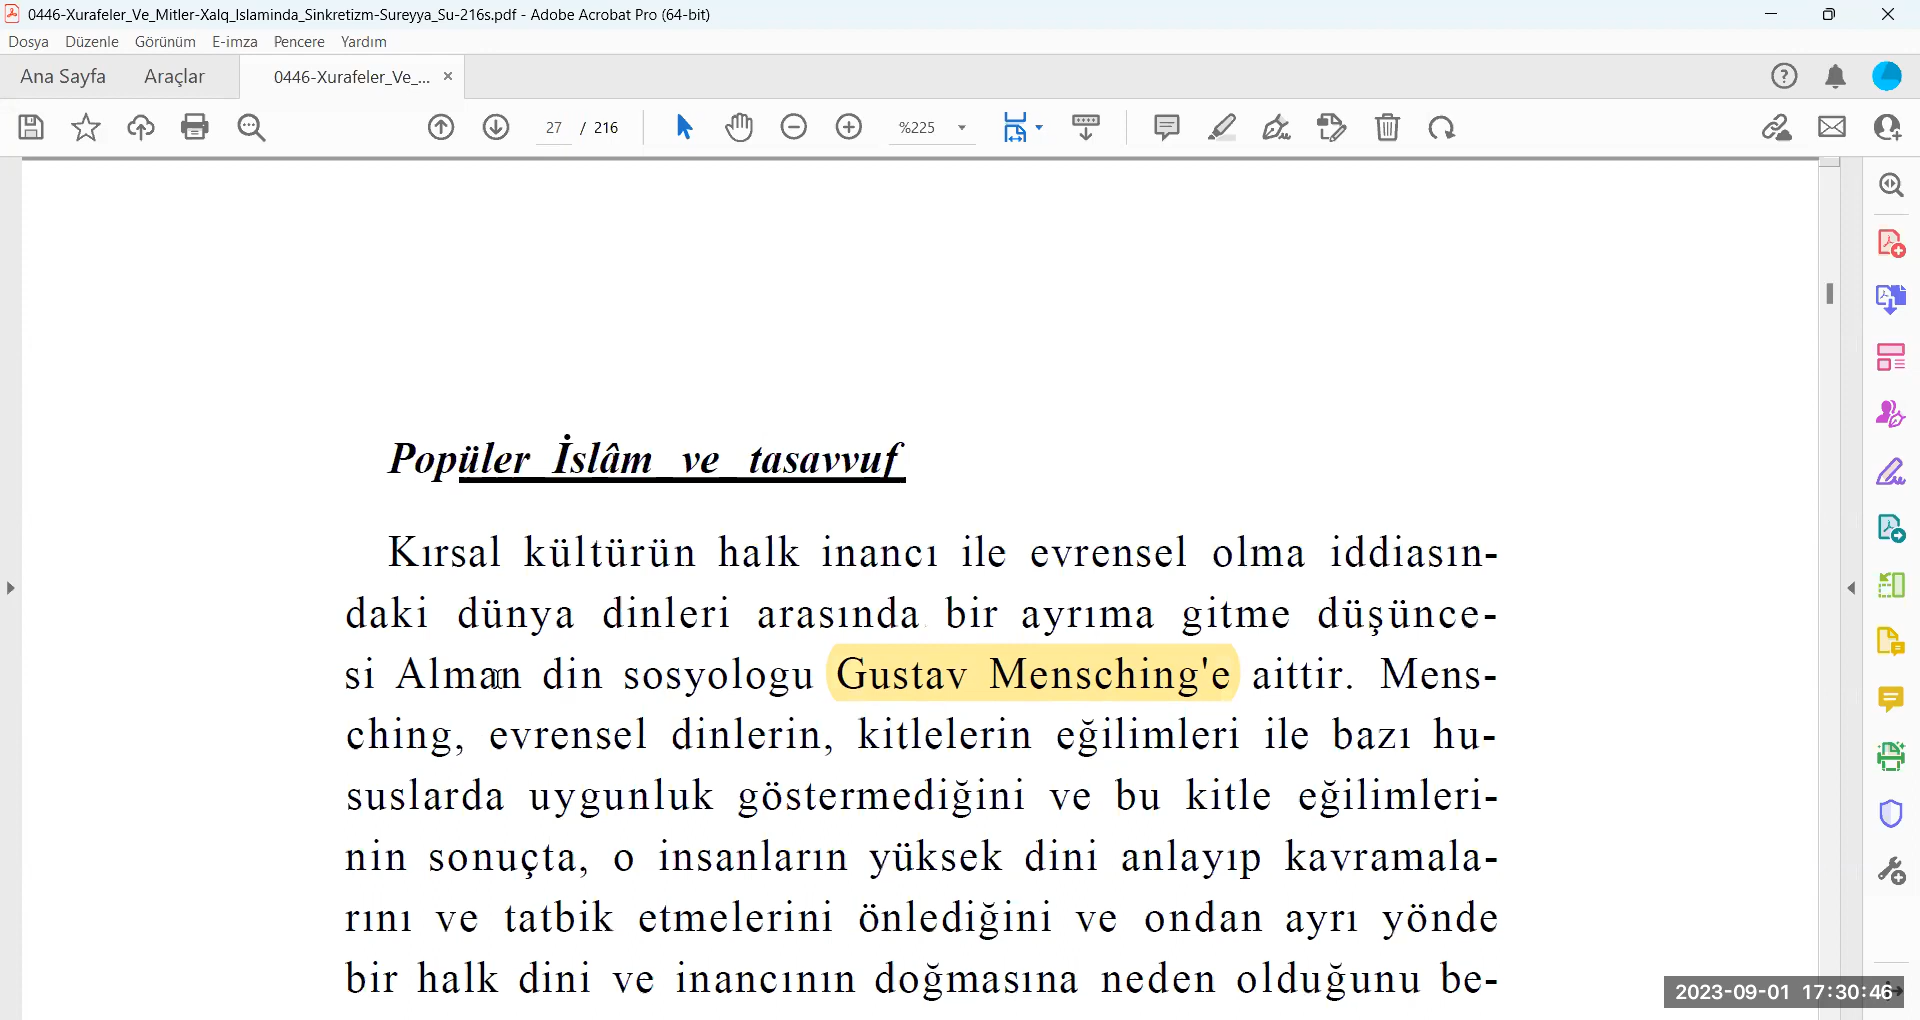 0446-Xurafeler_Ve_Mitler-Xalq_Islaminda_Sinkretizm-Sureyya_Su-216s.pdf - Adobe Acrobat Pro (64-bit)
Dosya Düzenle Görünüm E-imza Pencere Yardım
Ana Sayfa Araçlar 0446-Xurafeler_Ve_... ×
27 / 216 %225
Popüler İslâm ve tasavvuf
Kırsal kültürün halk inancı ile evrensel olma iddiasın-
daki dünya dinleri arasında bir ayrıma gitme düşünce-
si Alman din sosyologu Gustav Mensching'e aittir. Mens-
ching, evrensel dinlerin, kitlelerin eğilimleri ile bazı hu-
suslarda uygunluk göstermediğini ve bu kitle eğilimleri-
nin sonuçta, o insanların yüksek dini anlayıp kavramala-
rını ve tatbik etmelerini önlediğini ve ondan ayrı yönde
bir halk dini ve inancının doğmasına neden olduğunu be-
2023-09-01 17:30:46